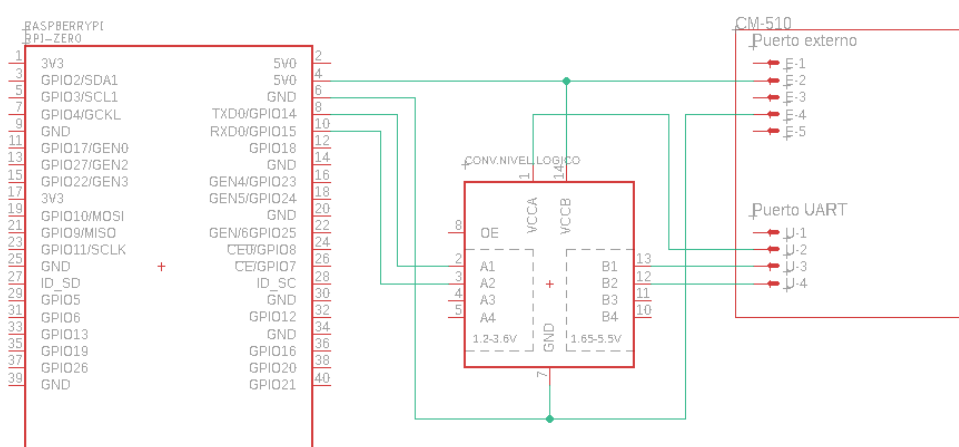 RASPBERRYPI
RPI-ZERO
1 3V3 5V0 2
3 GPIO2/SDA1 5V0 4
5 GPIO3/SCL1 GND 6
7 GPIO4/GCKL TXD0/GPIO14 8
9 GND RXD0/GPIO15 10
11 GPIO17/GEN0 GPIO18 12
13 GPIO27/GEN2 GND 14
15 GPIO22/GEN3 GEN4/GPIO23 16
17 3V3 GEN5/GPIO24 18
19 GPIO10/MOSI GND 20
21 GPIO9/MISO GEN/6GPIO25 22
23 GPIO11/SCLK CE0/GPIO8 24
25 GND CE/GPIO7 26
27 ID_SD ID_SC 28
29 GPIO5 GND 30
31 GPIO6 GPIO12 32
33 GPIO13 GND 34
35 GPIO19 GPIO16 36
37 GPIO26 GPIO20 38
39 GND GPIO21 40
CONV.NIVEL.LOGICO
1 14
VCCA VCCB
8 OE
2 A1 B1 13
3 A2 B2 12
4 A3 B3 11
5 A4 B4 10
1.2-3.6V GND 1.65-5.5V
7
CM-510
Puerto externo
E-1
E-2
E-3
E-4
E-5
Puerto UART
U-1
U-2
U-3
U-4